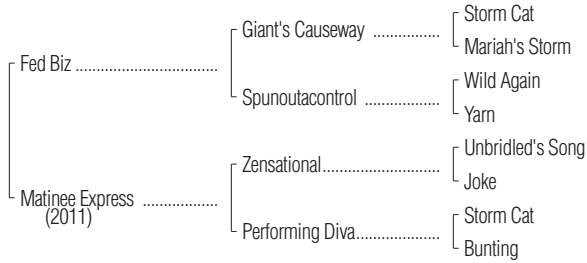 Storm Cat
Giant's Causeway ..................
Mariah's Storm
Fed Biz ................................
Wild Again
Spunoutacontrol .................
Yarn
Unbridled's Song
Zensational..........................
Joke
Matinee Express .................
(2011)
Storm Cat
Performing Diva...................
Bunting